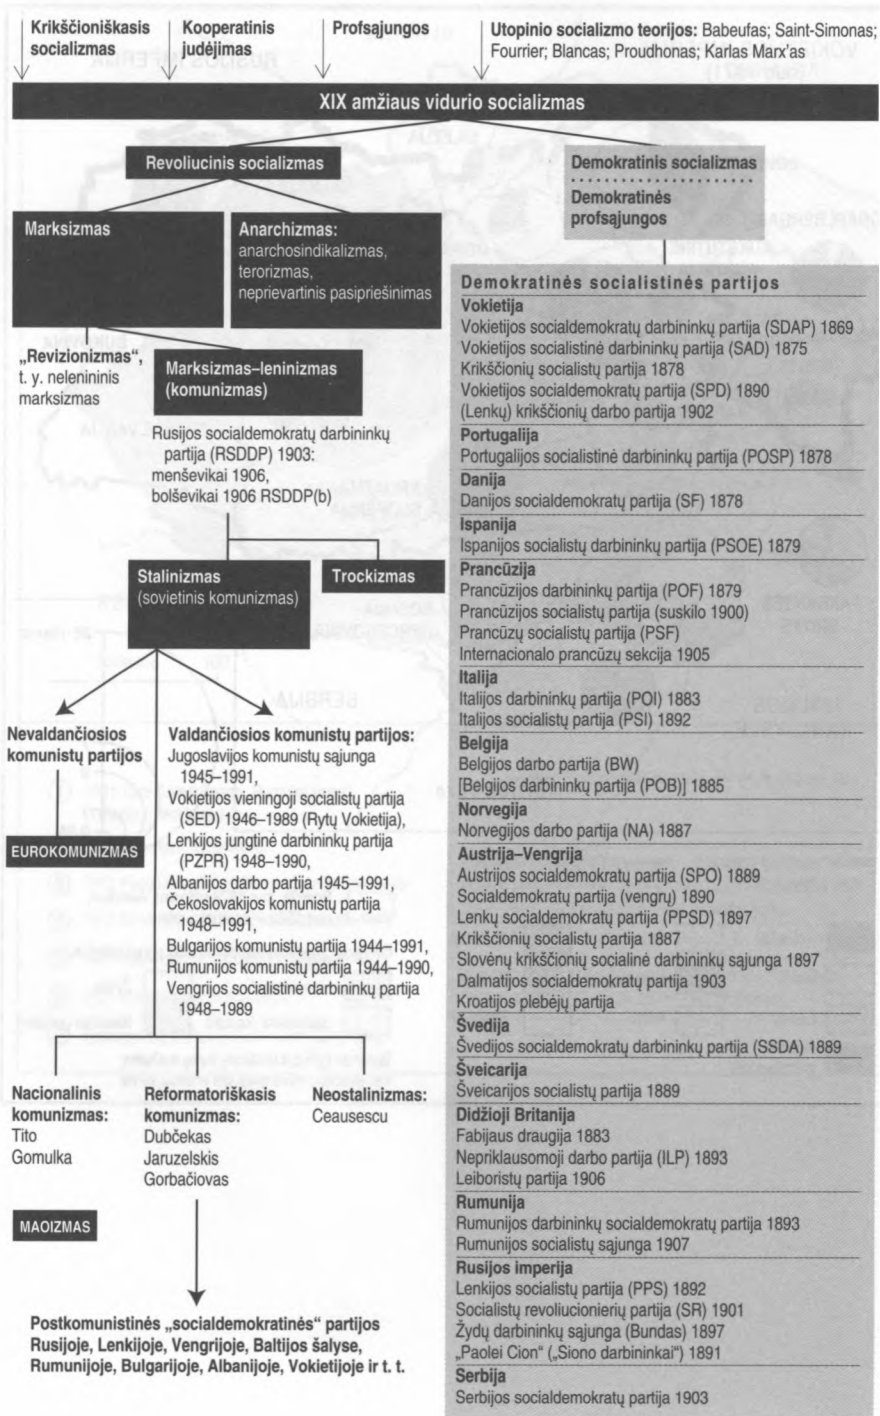 Krikščioniškasis
socializmas
Kooperatinis
judėjimas
Profsąjungos
Utopinio socializmo teorijos: Babeufas; Saint-Simonas;
Fourrier; Blancas; Proudhonas; Karlas Marx'as
XIX amžiaus vidurio socializmas
Revoliucinis socializmas
Demokratinis socializmas
Demokratinės
profsąjungos
Marksizmas
Anarchizmas:
anarchosindikalizmas,
terorizmas,
neprievartinis pasipriešinimas
„Revizionizmas",
t. y. nelenininis
marksizmas
Marksizmas–leninizmas
(komunizmas)
Rusijos socialdemokratų darbininkų
partija (RSDDP) 1903:
menševikai 1906,
bolševikai 1906 RSDDP(b)
Stalinizmas
(sovietinis komunizmas)
Trockizmas
Nevaldančiosios
komunistų partijos
EUROKOMUNIZMAS
Valdančiosios komunistų partijos:
Jugoslavijos komunistų sąjunga
1945–1991,
Vokietijos vieningoji socialistų partija
(SED) 1946–1989 (Rytų Vokietija),
Lenkijos jungtinė darbininkų partija
(PZPR) 1948–1990,
Albanijos darbo partija 1945–1991,
Čekoslovakijos komunistų partija
1948–1991,
Bulgarijos komunistų partija 1944–1991,
Rumunijos komunistų partija 1944–1990,
Vengrijos socialistinė darbininkų partija
1948–1989
Nacionalinis
komunizmas:
Tito
Gomulka
Reformatoriškasis
komunizmas:
Dubčekas
Jaruzelskis
Gorbačiovas
Neostalinizmas:
Ceausescu
MAOIZMAS
Postkomunistinės „socialdemokratinės" partijos
Rusijoje, Lenkijoje, Vengrijoje, Baltijos šalyse,
Rumunijoje, Bulgarijoje, Albanijoje, Vokietijoje ir t. t.
Demokratinės socialistinės partijos
Vokietija
Vokietijos socialdemokratų darbininkų partija (SDAP) 1869
Vokietijos socialistinė darbininkų partija (SAD) 1875
Krikščionių socialistų partija 1878
Vokietijos socialdemokratų partija (SPD) 1890
(Lenkų) krikščionių darbo partija 1902
Portugalija
Portugalijos socialistinė darbininkų partija (POSP) 1878
Danija
Danijos socialdemokratų partija (SF) 1878
Ispanija
Ispanijos socialistų darbininkų partija (PSOE) 1879
Prancūzija
Prancūzijos darbininkų partija (POF) 1879
Prancūzijos socialistų partija (suskilo 1900)
Prancūzų socialistų partija (PSF)
Internacionalo prancūzų sekcija 1905
Italija
Italijos darbininkų partija (POI) 1883
Italijos socialistų partija (PSI) 1892
Belgija
Belgijos darbo partija (BW)
[Belgijos darbininkų partija (POB)] 1885
Norvegija
Norvegijos darbo partija (NA) 1887
Austrija–Vengrija
Austrijos socialdemokratų partija (SPO) 1889
Socialdemokratų partija (vengrų) 1890
Lenkų socialdemokratų partija (PPSD) 1897
Krikščionių socialistų partija 1887
Slovėnų krikščionių socialinė darbininkų sąjunga 1897
Dalmatijos socialdemokratų partija 1903
Kroatijos plebėjų partija
Švedija
Švedijos socialdemokratų darbininkų partija (SSDA) 1889
Šveicarija
Šveicarijos socialistų partija 1889
Didžioji Britanija
Fabijaus draugija 1883
Nepriklausomoji darbo partija (ILP) 1893
Leiboristų partija 1906
Rumunija
Rumunijos darbininkų socialdemokratų partija 1893
Rumunijos socialistų sąjunga 1907
Rusijos imperija
Lenkijos socialistų partija (PPS) 1892
Socialistų revoliucionierių partija (SR) 1901
Žydų darbininkų sąjunga (Bundas) 1897
„Paolei Cion" („Siono darbininkai") 1891
Serbija
Serbijos socialdemokratų partija 1903